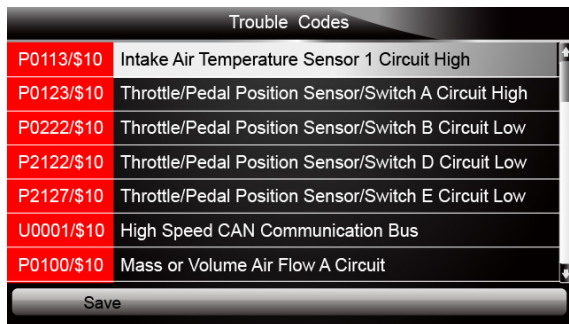 Trouble Codes
P0113/$10 Intake Air Temperature Sensor 1 Circuit High
P0123/$10 Throttle/Pedal Position Sensor/Switch A Circuit High
P0222/$10 Throttle/Pedal Position Sensor/Switch B Circuit Low
P2122/$10 Throttle/Pedal Position Sensor/Switch D Circuit Low
P2127/$10 Throttle/Pedal Position Sensor/Switch E Circuit Low
U0001/$10 High Speed CAN Communication Bus
P0100/$10 Mass or Volume Air Flow A Circuit
Save